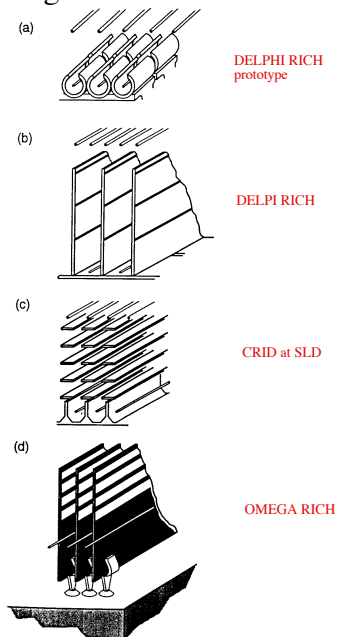 (a)
DELPHI RICH
prototype
(b)
DELPI RICH
(c)
CRID at SLD
(d)
OMEGA RICH